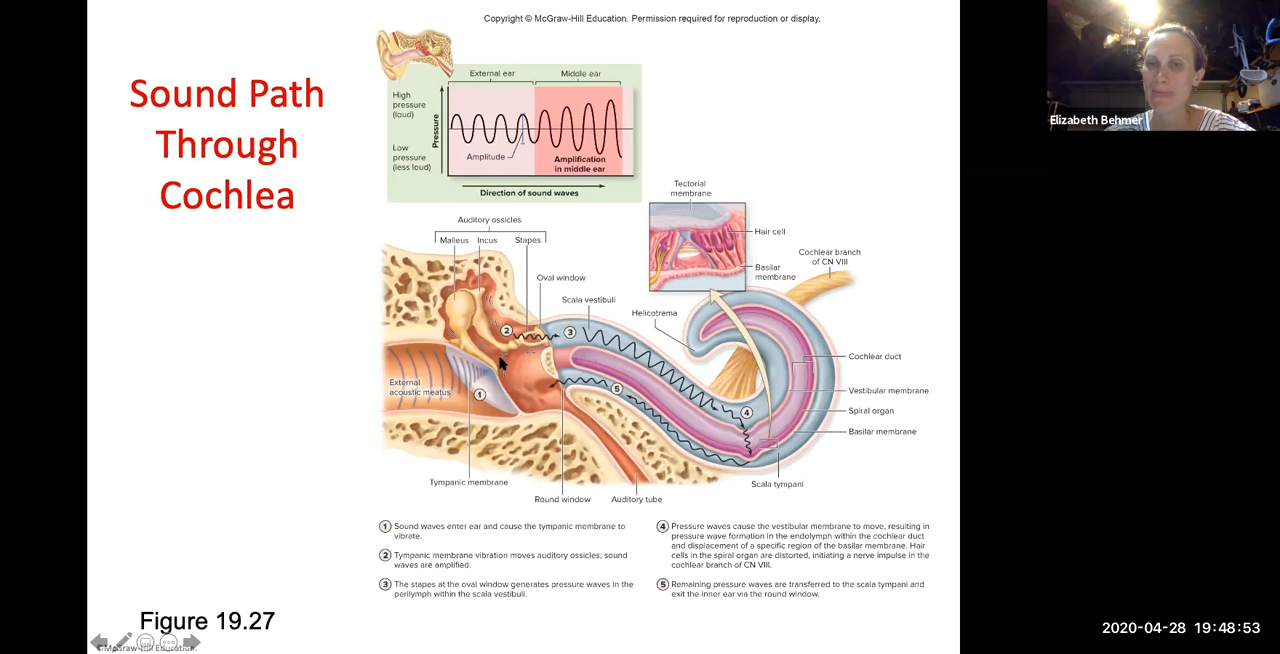 Copyright © McGraw-Hill Education. Permission required for reproduction or display.
Sound Path
Through
Cochlea
External ear
Middle ear
High
pressure
(loud)
Low
pressure
(less loud)
Pressure
Amplitude
Amplification
in middle ear
Direction of sound waves
Elizabeth Behmer
Tectorial
membrane
Hair cell
Basilar
membrane
Cochlear branch
of CN VIII
Auditory ossicles
Malleus
Incus
Stapes
Oval window
Scala vestibuli
Helicotrema
2
3
5
4
1
External
acoustic meatus
Cochlear duct
Vestibular membrane
Spiral organ
Basilar membrane
Tympanic membrane
Round window
Auditory tube
Scala tympani
1 Sound waves enter ear and cause the tympanic membrane to
vibrate.
2 Tympanic membrane vibration moves auditory ossicles; sound
waves are amplified.
3 The stapes at the oval window generates pressure waves in the
perilymph within the scala vestibuli.
4 Pressure waves cause the vestibular membrane to move, resulting in
pressure wave formation in the endolymph within the cochlear duct
and displacement of a specific region of the basilar membrane. Hair
cells in the spiral organ are distorted, initiating a nerve impulse in the
cochlear branch of CN VIII.
5 Remaining pressure waves are transferred to the scala tympani and
exit the inner ear via the round window.
Figure 19.27
©McGraw-Hill Education.
2020-04-28 19:48:53